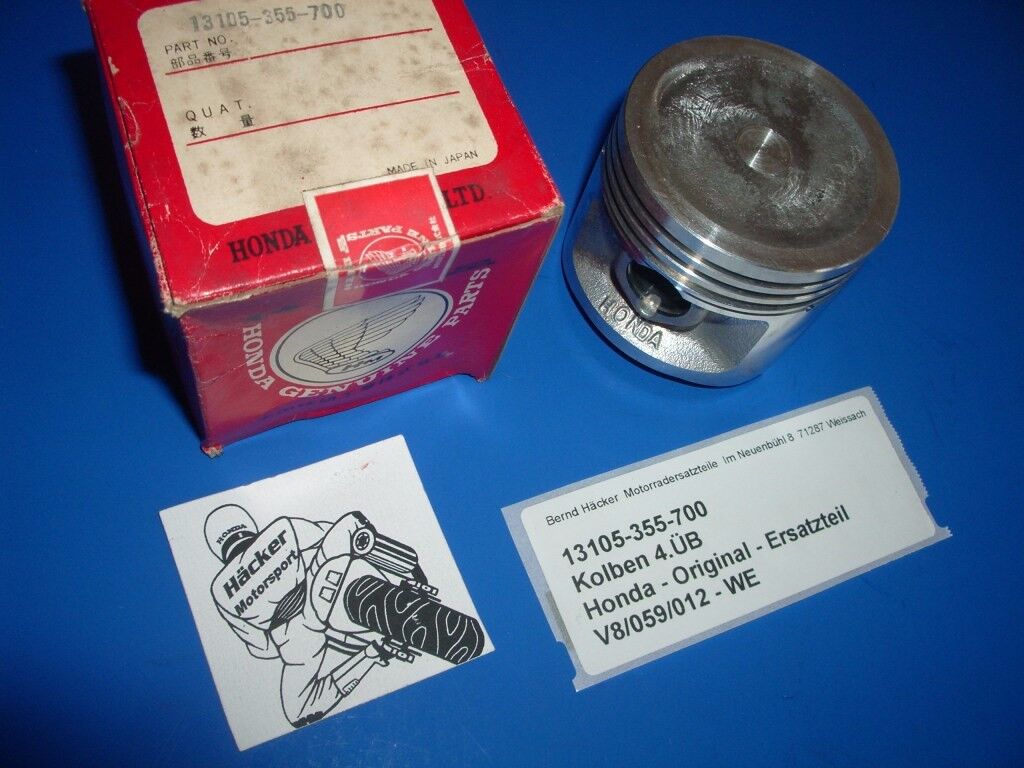 13105-355-700
PART NO.
部品番号
QUAT.
数 量
MADE IN JAPAN
HONDA LTD.
HONDA GENUINE PARTS
HONDA
HONDA
Häcker
Motorsport
Bernd Häcker Motorradersatzteile Im Neuenbühl 8 71287 Weissach
13105-355-700
Kolben 4.ÜB
Honda - Original - Ersatzteil
V8/059/012 - WE